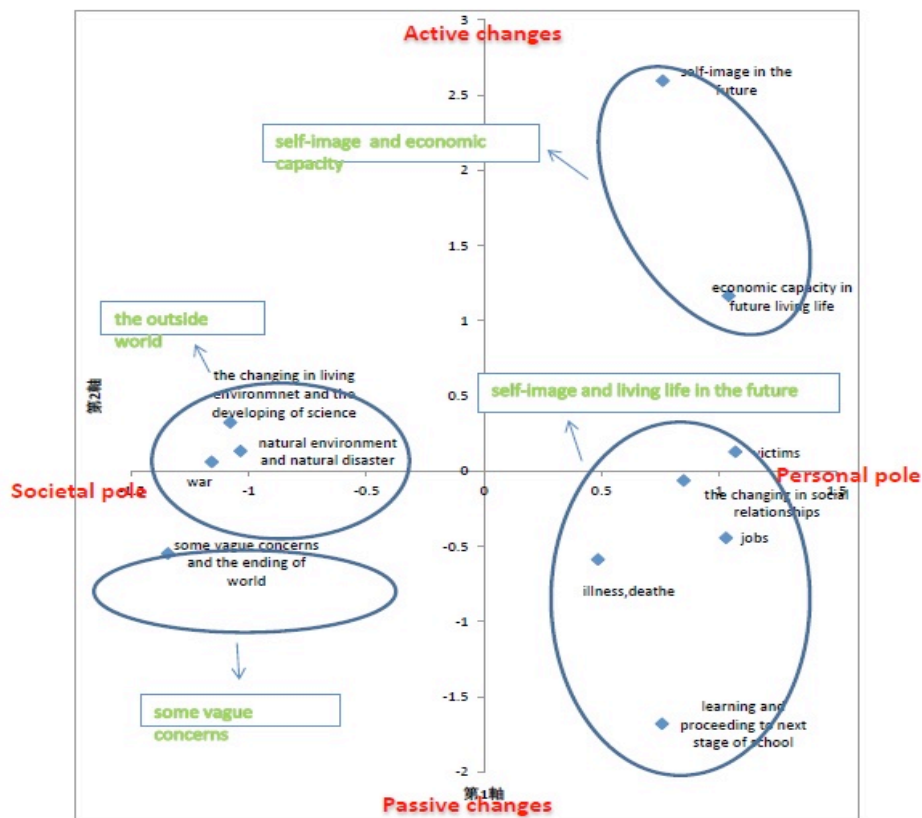 3
Active changes
self-image in the
future
2.5
self-image and economic
capacity
2
1.5
economic capacity in
future living life
1
the outside
world
the changing in living
environmnet and the
developing of science
第2軸
0.5
self-image and living life in the future
natural environment
and natural disaster
victims
war
0
Societal pole
-1
-0.5
0
0.5
1
1.5
Personal pole
the changing in social
relationships
some vague concerns
and the ending of
world
-0.5
jobs
illness,deathe
-1
some vague
concerns
-1.5
learning and
proceeding to next
stage of school
-2
第1軸
Passive changes